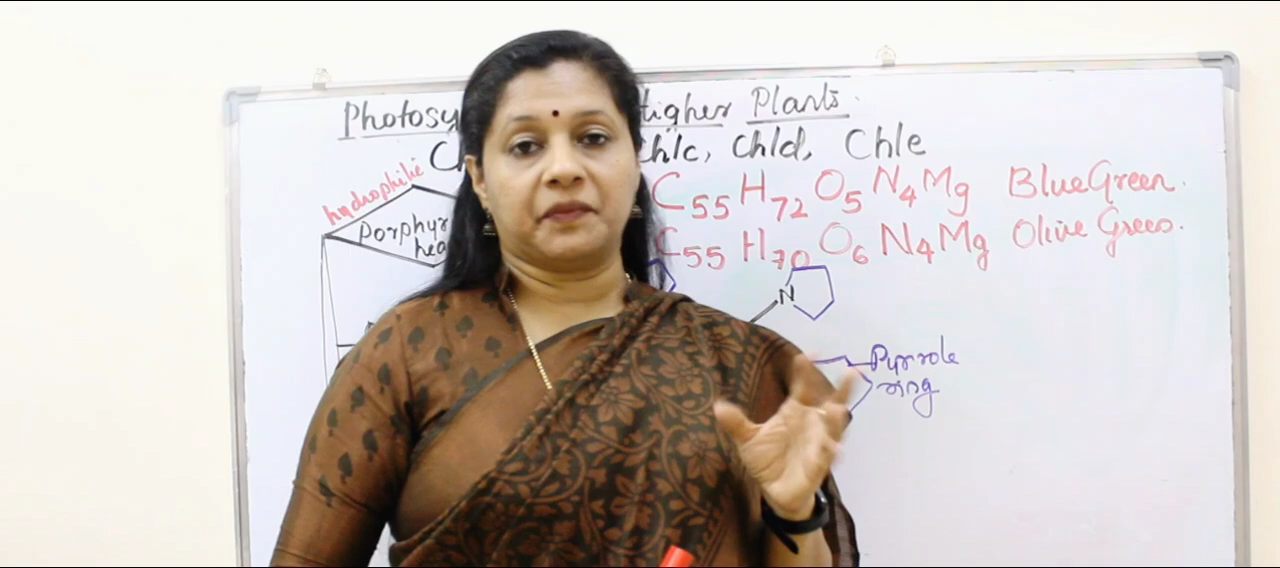 Photosy Higher Plants.
C Chlc, Chld, Chle
hydrophilic C55 H72 O5 N4 Mg Blue Green.
Porphyr C55 H70 O6 N4 Mg Olive Green.
hea
N
Pyrrole
ring